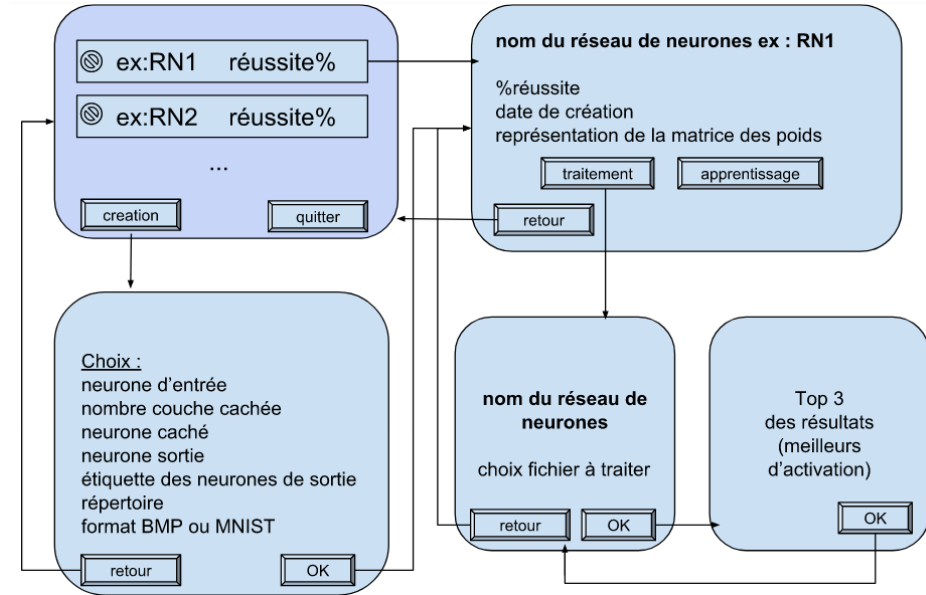 ex:RN1 réussite%
ex:RN2 réussite%
...
creation
quitter
nom du réseau de neurones ex : RN1
%réussite
date de création
représentation de la matrice des poids
traitement
apprentissage
retour
Choix :
neurone d'entrée
nombre couche cachée
neurone caché
neurone sortie
étiquette des neurones de sortie
répertoire
format BMP ou MNIST
retour
OK
nom du réseau de
neurones
choix fichier à traiter
retour
OK
Top 3
des résultats
(meilleurs
d'activation)
OK